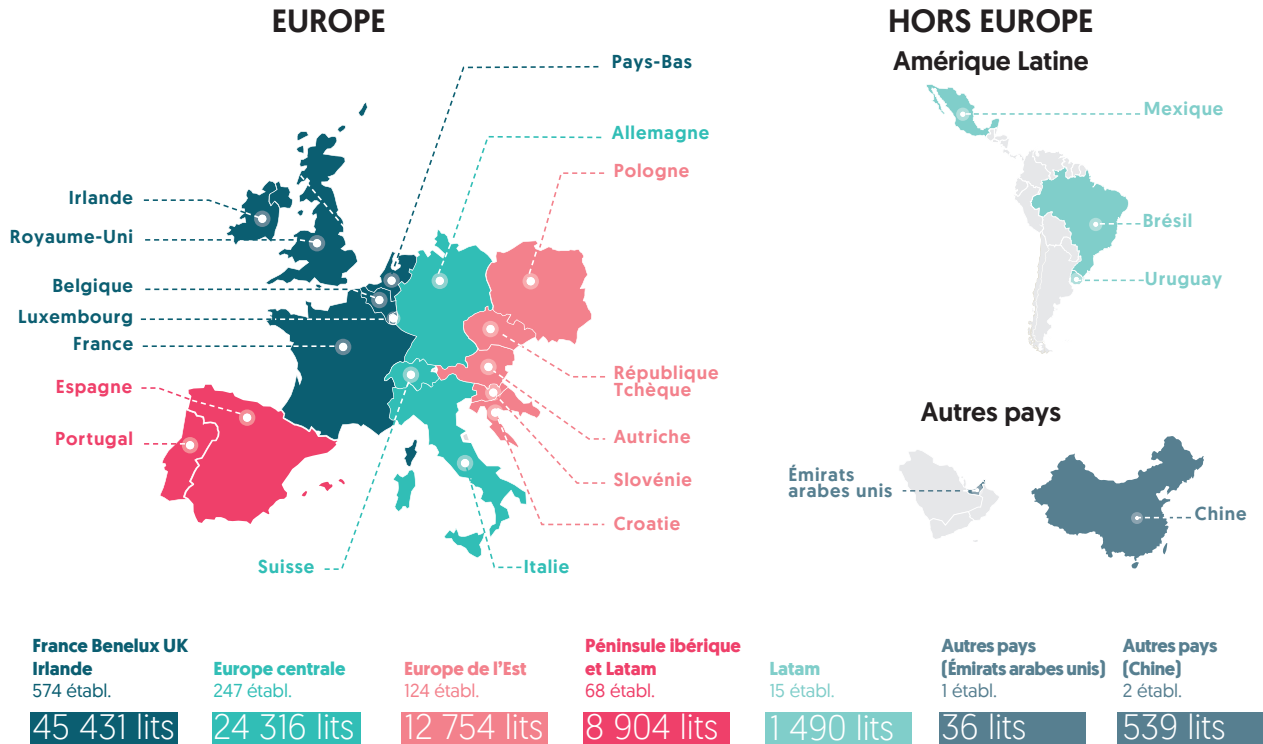 EUROPE
Pays-Bas
Allemagne
Pologne
Irlande
Royaume-Uni
Belgique
Luxembourg
France
Espagne
Portugal
République
Tchèque
Autriche
Slovénie
Croatie
Suisse
Italie
HORS EUROPE
Amérique Latine
Mexique
Brésil
Uruguay
Autres pays
Émirats
arabes unis
Chine
France Benelux UK
Irlande
574 établ.
45 431 lits
Europe centrale
247 établ.
24 316 lits
Europe de l’Est
124 établ.
12 754 lits
Péninsule ibérique
et Latam
68 établ.
8 904 lits
Latam
15 établ.
1 490 lits
Autres pays
(Émirats arabes unis)
1 établ.
36 lits
Autres pays
(Chine)
2 établ.
539 lits